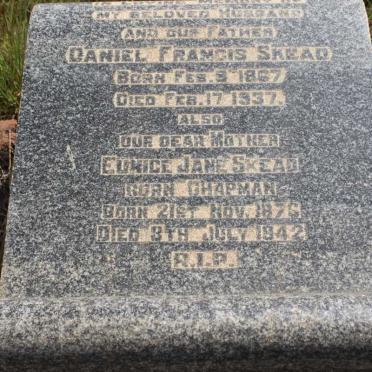 MY BELOVED HUSBAND
AND OUR FATHER
DANIEL FRANCIS SKEAD
BORN FEB. 9 1867
DIED FEB. 17 1937.
ALSO
OUR DEAR MOTHER
EUNICE JANE SKEAD
BORN CHAPMAN
BORN 21ST NOV. 1876
DIED 9TH JULY 1942
R.I.P.